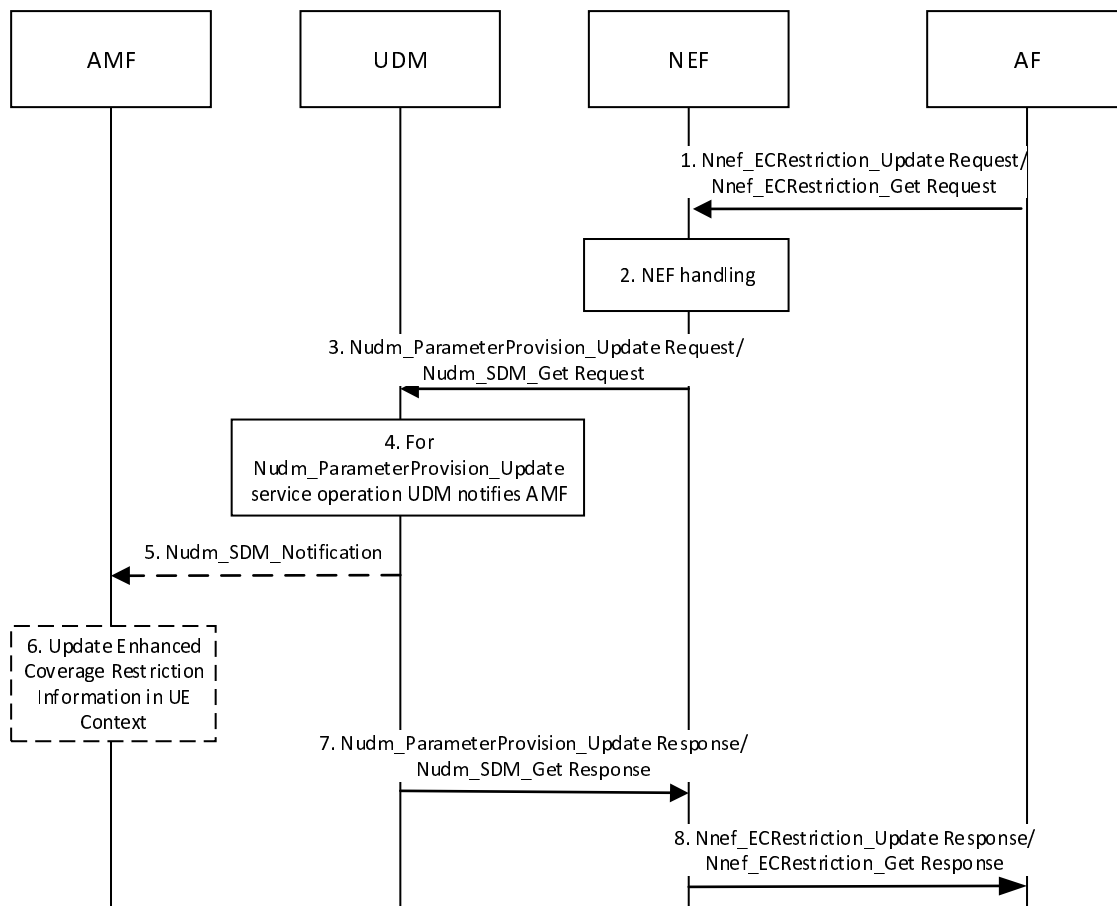 AMF
UDM
NEF
AF
1. Nnef_ECRestriction_Update Request/
Nnef_ECRestriction_Get Request
2. NEF handling
3. Nudm_ParameterProvision_Update Request/
Nudm_SDM_Get Request
4. For
Nudm_ParameterProvision_Update
service operation UDM notifies AMF
5. Nudm_SDM_Notification
6. Update Enhanced
Coverage Restriction
Information in UE
Context
7. Nudm_ParameterProvision_Update Response/
Nudm_SDM_Get Response
8. Nnef_ECRestriction_Update Response/
Nnef_ECRestriction_Get Response